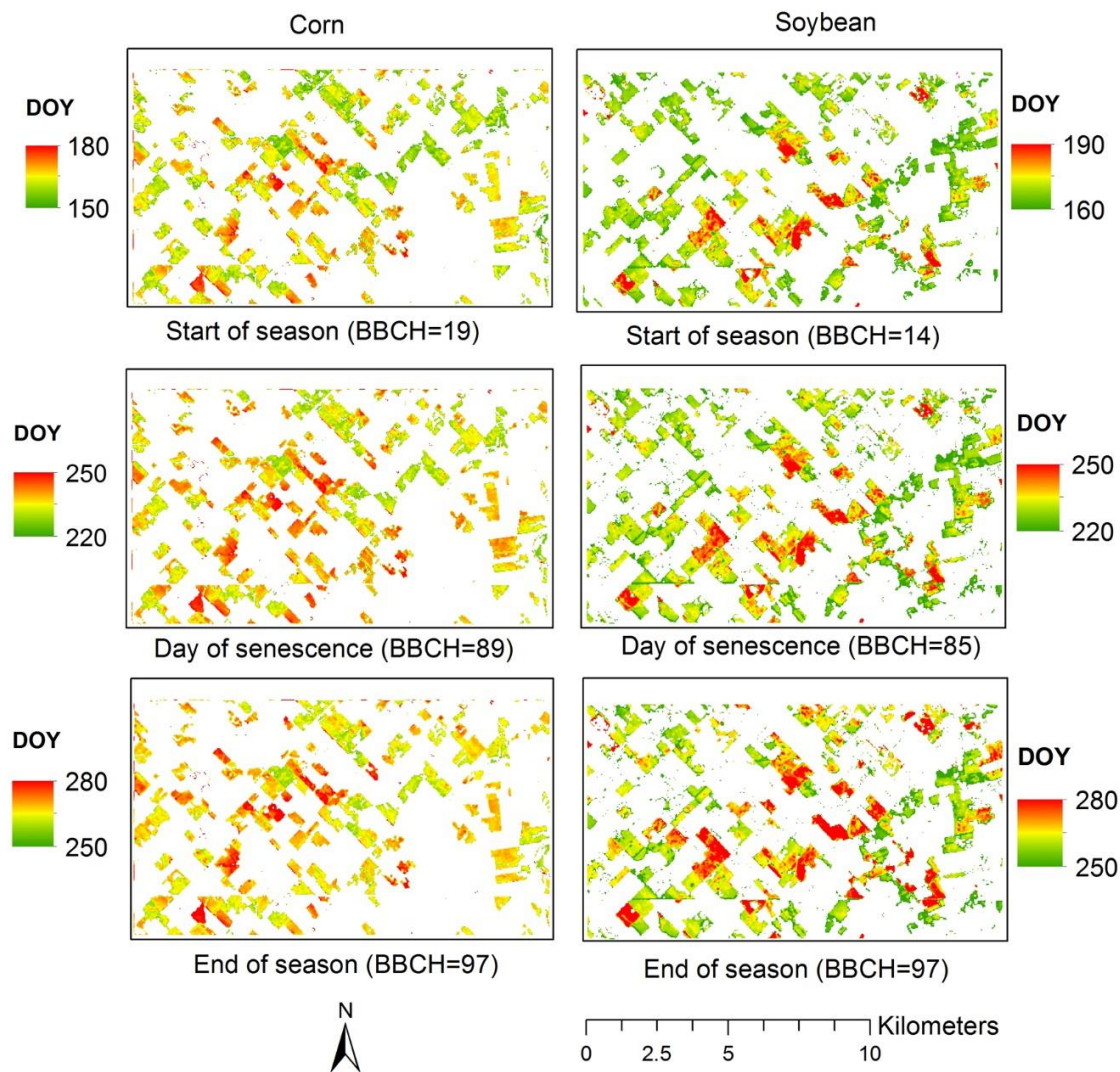 Corn
Soybean
DOY
180
150
DOY
190
160
Start of season (BBCH=19)
Start of season (BBCH=14)
DOY
250
220
DOY
250
220
Day of senescence (BBCH=89)
Day of senescence (BBCH=85)
DOY
280
250
DOY
280
250
End of season (BBCH=97)
End of season (BBCH=97)
N
Kilometers
0 2.5 5 10